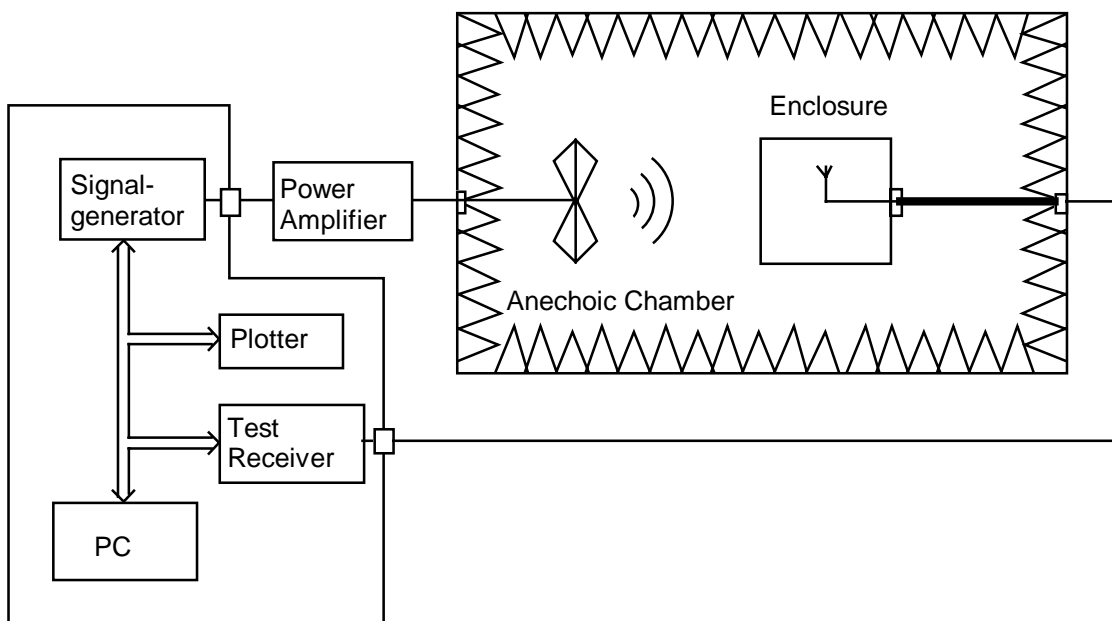 Enclosure
Signal-
generator
Power
Amplifier
Anechoic Chamber
Plotter
Test
Receiver
PC